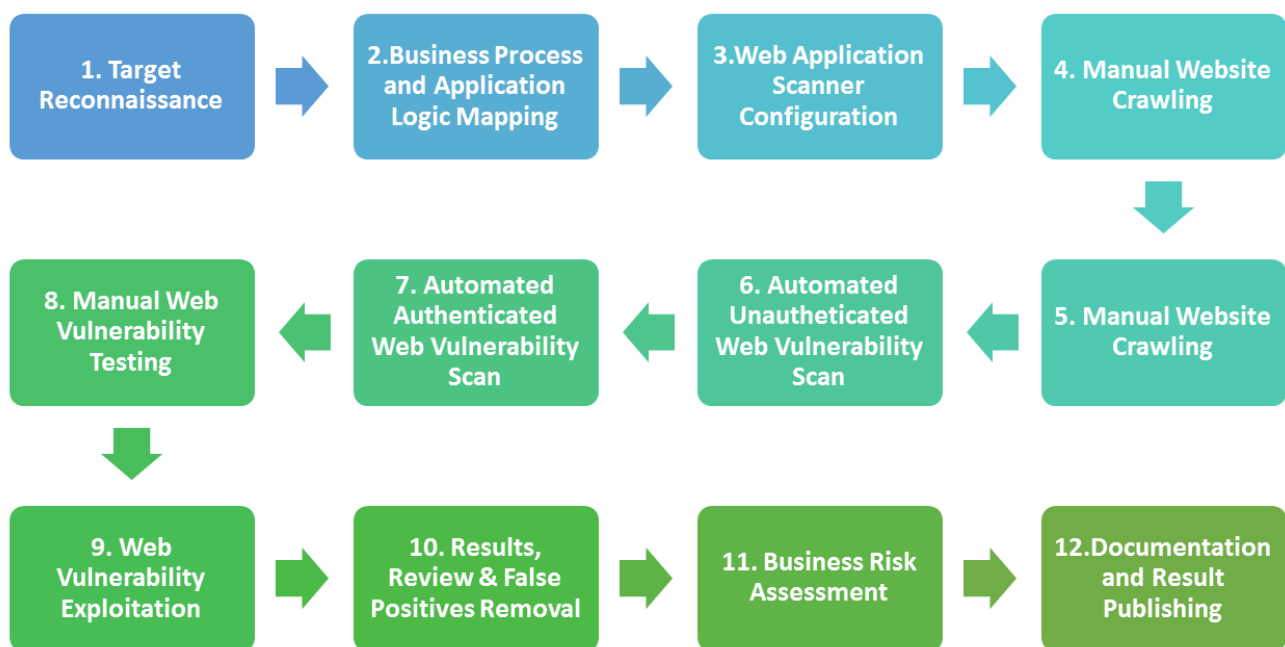 1. Target
Reconnaissance
2.Business Process
and Application
Logic Mapping
3.Web Application
Scanner
Configuration
4. Manual Website
Crawling
5. Manual Website
Crawling
6. Automated
Unautheticated
Web Vulnerability
Scan
7. Automated
Authenticated
Web Vulnerability
Scan
8. Manual Web
Vulnerability
Testing
9. Web
Vulnerability
Exploitation
10. Results,
Review & False
Positives Removal
11. Business Risk
Assessment
12.Documentation
and Result
Publishing